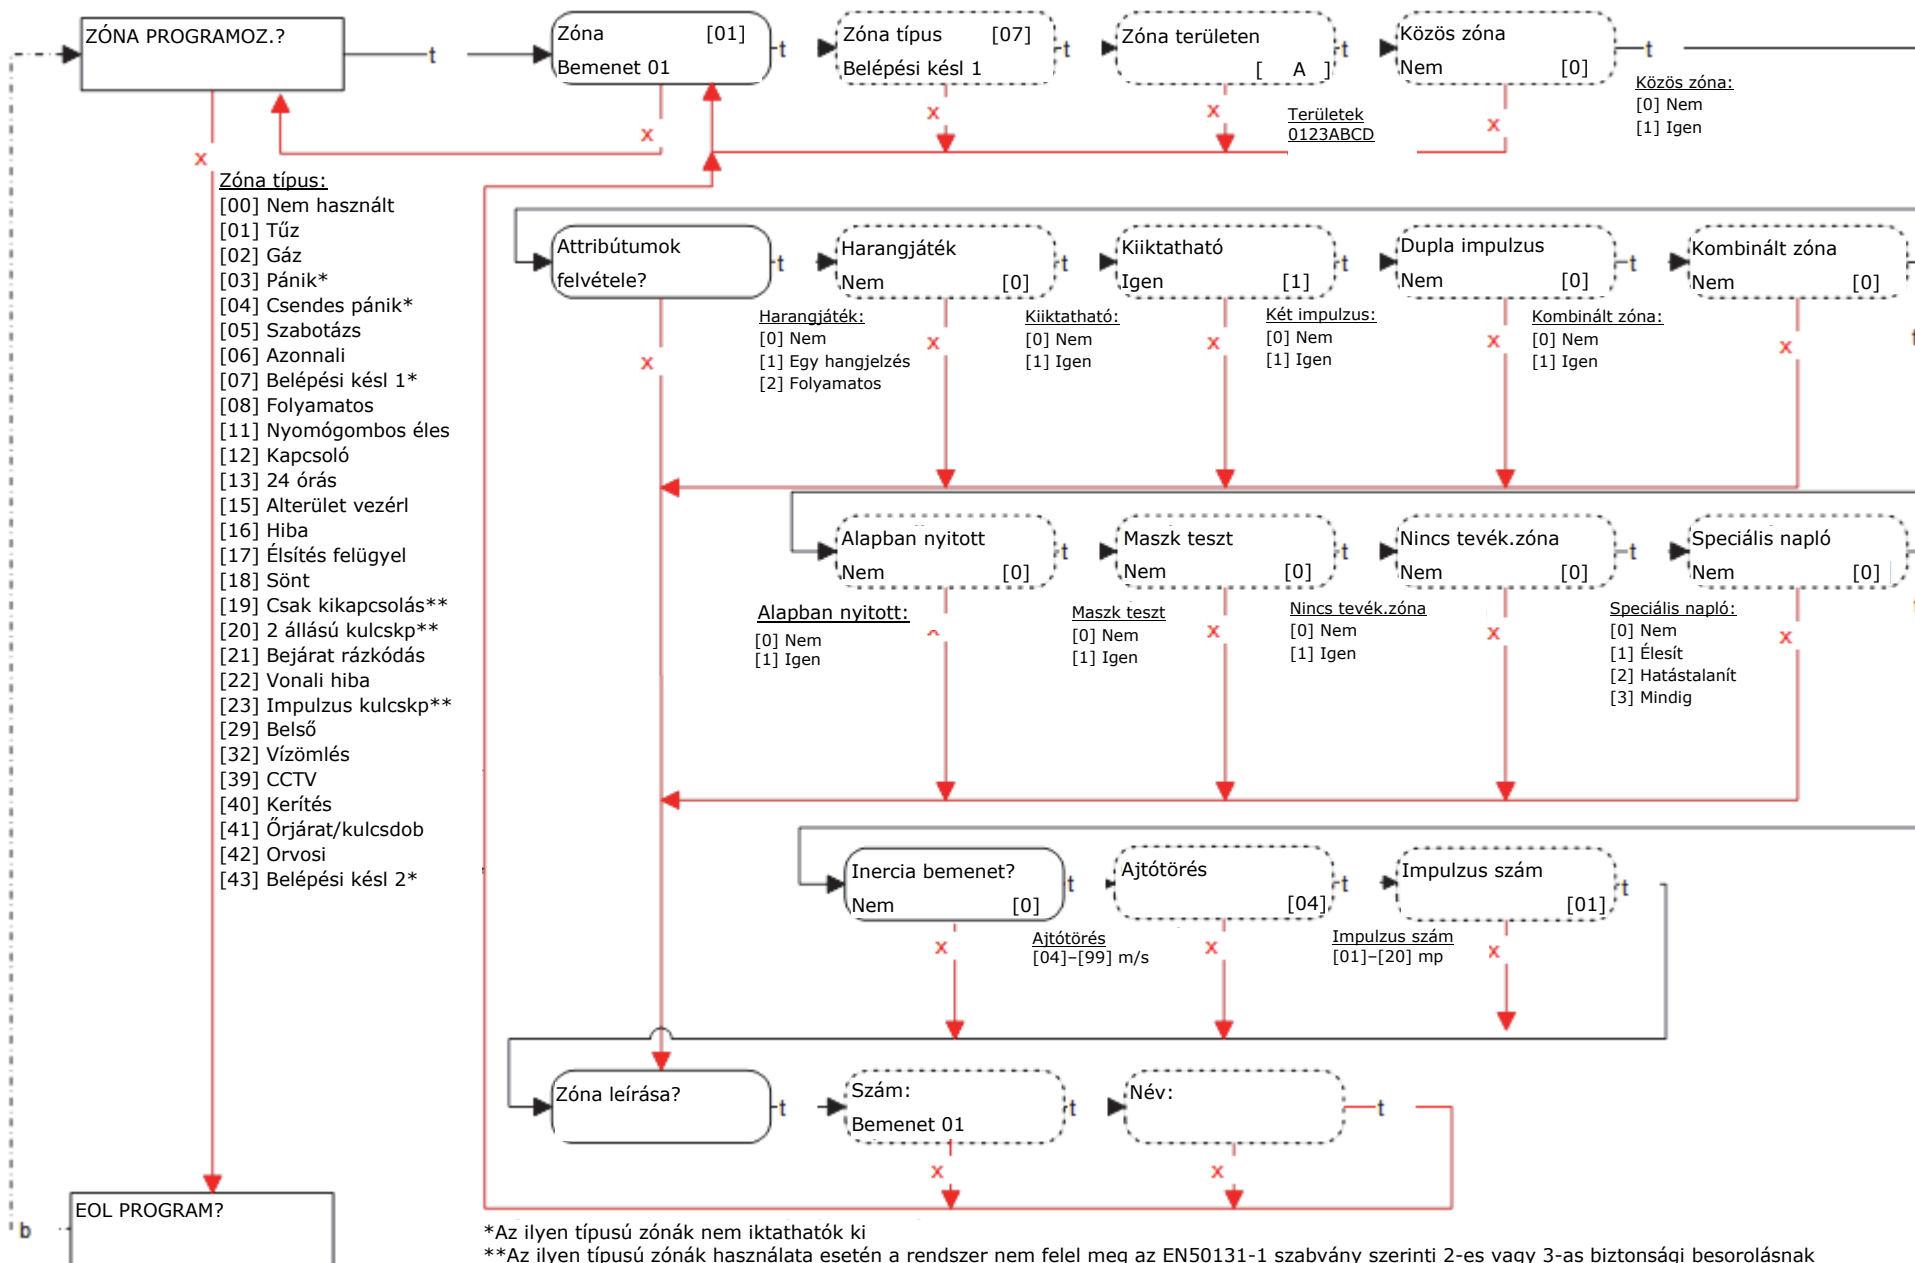 ZÓNA PROGRAMOZ.?
t
Zóna [01]
Bemenet 01
t
Zóna típus [07]
Belépési késl 1
t
Zóna területen
[ A ]
t
Közös zóna
Nem [0]
t
Közös zóna:
[0] Nem
[1] Igen
x
x
x
x
x
Területek
0123ABCD
Zóna típus:
[00] Nem használt
[01] Tűz
[02] Gáz
[03] Pánik*
[04] Csendes pánik*
[05] Szabotázs
[06] Azonnali
[07] Belépési késl 1*
[08] Folyamatos
[11] Nyomógombos éles
[12] Kapcsoló
[13] 24 órás
[15] Alterület vezérl
[16] Hiba
[17] Élsítés felügyel
[18] Sönt
[19] Csak kikapcsolás**
[20] 2 állású kulcskp**
[21] Bejárat rázkódás
[22] Vonali hiba
[23] Impulzus kulcskp**
[29] Belső
[32] Vízömlés
[39] CCTV
[40] Kerítés
[41] Őrjárat/kulcsdob
[42] Orvosi
[43] Belépési késl 2*
Attribútumok
felvétele?
t
Harangjáték
Nem [0]
t
Kiiktatható
Igen [1]
t
Dupla impulzus
Nem [0]
t
Kombinált zóna
Nem [0]
t
Harangjáték:
[0] Nem
[1] Egy hangjelzés
[2] Folyamatos
Kiiktatható:
[0] Nem
[1] Igen
Két impulzus:
[0] Nem
[1] Igen
Kombinált zóna:
[0] Nem
[1] Igen
x
x
x
x
x
Alapban nyitott
Nem [0]
t
Maszk teszt
Nem [0]
t
Nincs tevék.zóna
Nem [0]
t
Speciális napló
Nem [0]
t
Alapban nyitott:
[0] Nem
[1] Igen
Maszk teszt
[0] Nem
[1] Igen
Nincs tevék.zóna
[0] Nem
[1] Igen
Speciális napló:
[0] Nem
[1] Élesít
[2] Hatástalanít
[3] Mindig
x
x
x
x
Inercia bemenet?
Nem [0]
t
Ajtótörés
[04]
t
Impulzus szám
[01]
t
x
Ajtótörés
[04]–[99] m/s
x
Impulzus szám
[01]–[20] mp
x
Zóna leírása?
t
Szám:
Bemenet 01
t
Név:
t
x
x
EOL PROGRAM?
b
*Az ilyen típusú zónák nem iktathatók ki
**Az ilyen típusú zónák használata esetén a rendszer nem felel meg az EN50131-1 szabvány szerinti 2-es vagy 3-as biztonsági besorolásnak